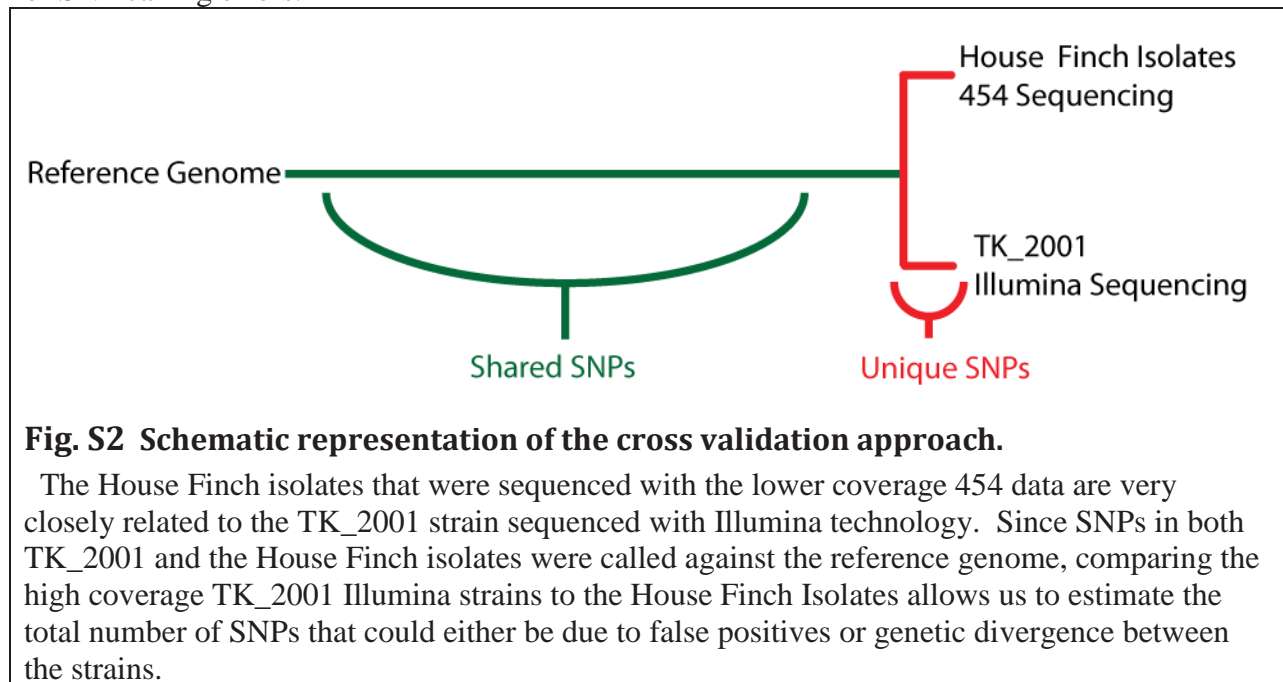 House Finch Isolates
454 Sequencing
Reference Genome
TK_2001
Illumina Sequencing
Shared SNPs
Unique SNPs
Fig. S2 Schematic representation of the cross validation approach.
The House Finch isolates that were sequenced with the lower coverage 454 data are very
closely related to the TK_2001 strain sequenced with Illumina technology. Since SNPs in both
TK_2001 and the House Finch isolates were called against the reference genome, comparing the
high coverage TK_2001 Illumina strains to the House Finch Isolates allows us to estimate the
total number of SNPs that could either be due to false positives or genetic divergence between
the strains.